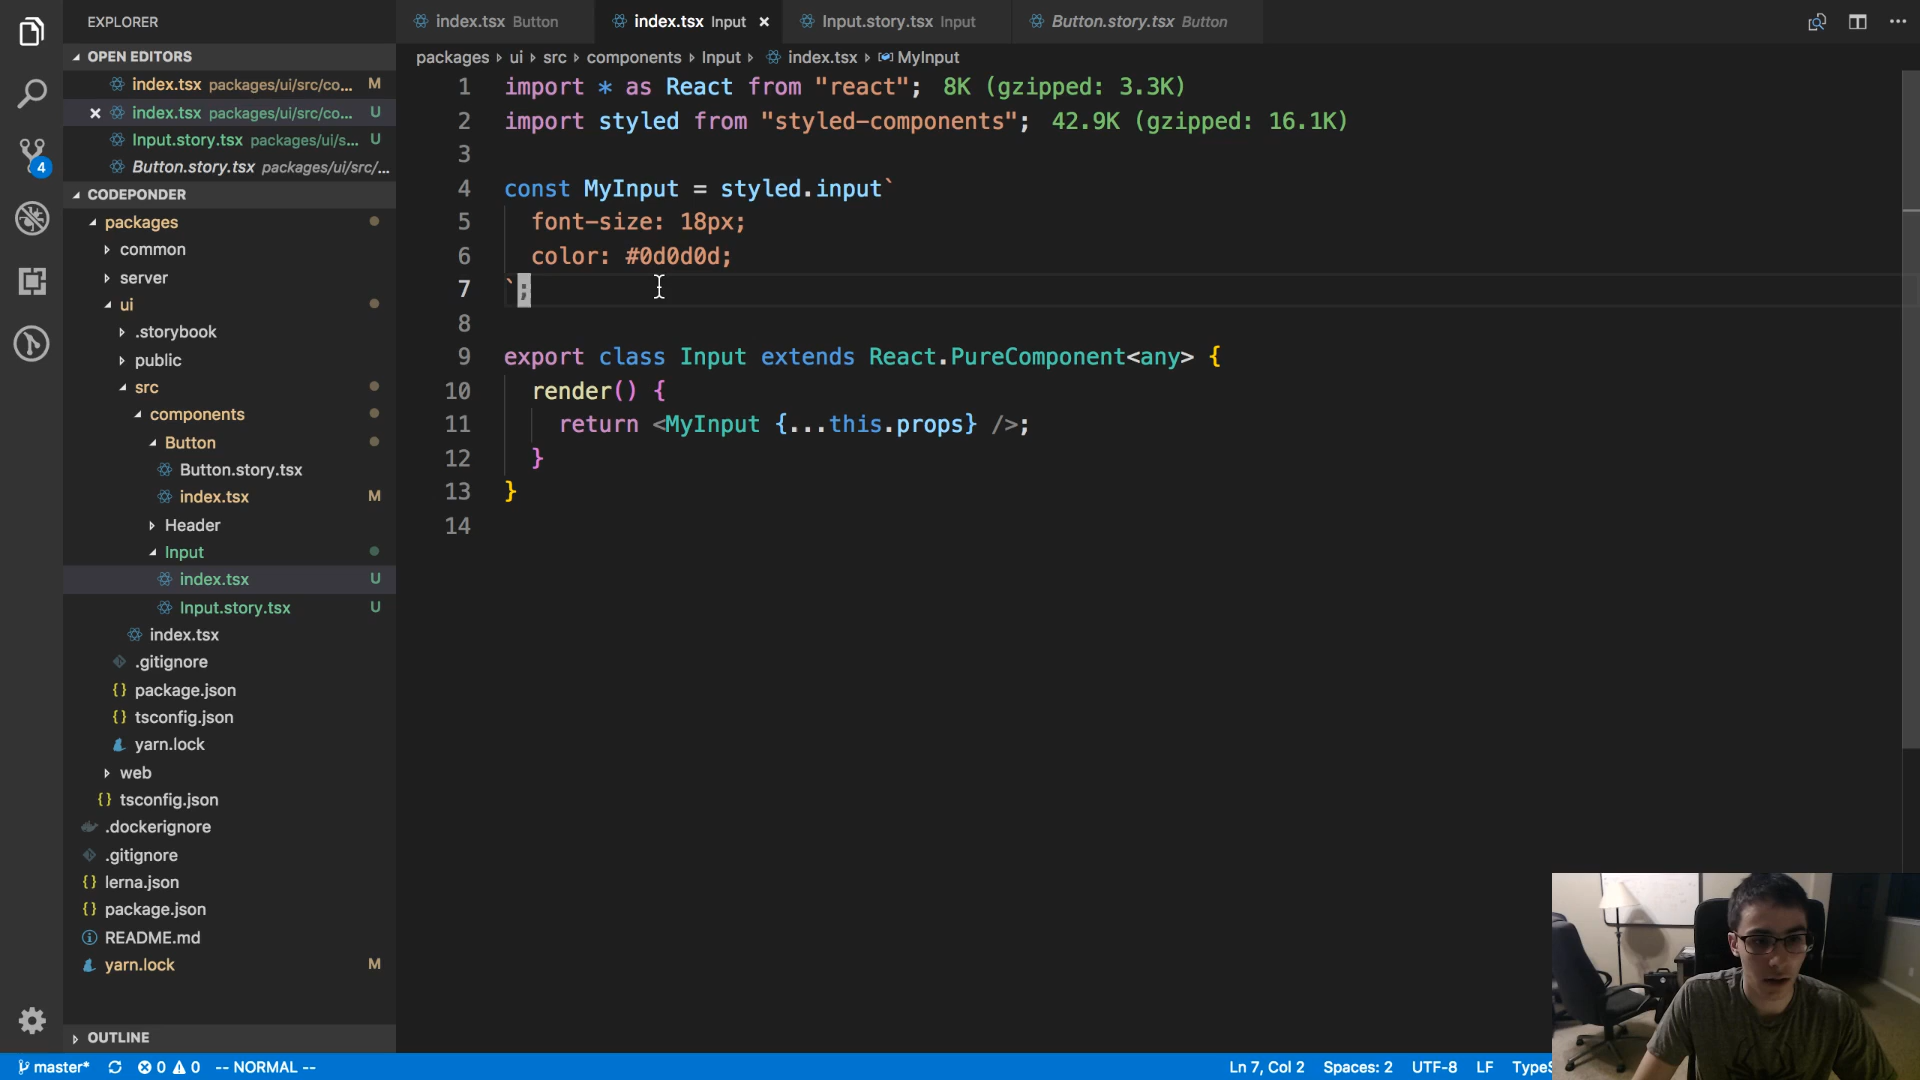 EXPLORER
OPEN EDITORS
index.tsx packages/ui/src/co... M
index.tsx packages/ui/src/co... U
Input.story.tsx packages/ui/s... U
Button.story.tsx packages/ui/src/...
CODEPONDER
packages
common
server
ui
.storybook
public
src
components
Button
Button.story.tsx
index.tsx M
Header
Input
index.tsx U
Input.story.tsx U
index.tsx
.gitignore
package.json
tsconfig.json
yarn.lock
web
tsconfig.json
.dockerignore
.gitignore
lerna.json
package.json
README.md
yarn.lock M
OUTLINE
4
index.tsx Button
index.tsx Input
Input.story.tsx Input
Button.story.tsx Button
packages › ui › src › components › Input › index.tsx › MyInput
1 import * as React from "react"; 8K (gzipped: 3.3K)
2 import styled from "styled-components"; 42.9K (gzipped: 16.1K)
3
4 const MyInput = styled.input`
5 font-size: 18px;
6 color: #0d0d0d;
7 `;
8
9 export class Input extends React.PureComponent<any> {
10 render() {
11 return <MyInput {...this.props} />;
12 }
13 }
14
master* 0 0 -- NORMAL --
Ln 7, Col 2 Spaces: 2 UTF-8 LF TypeS